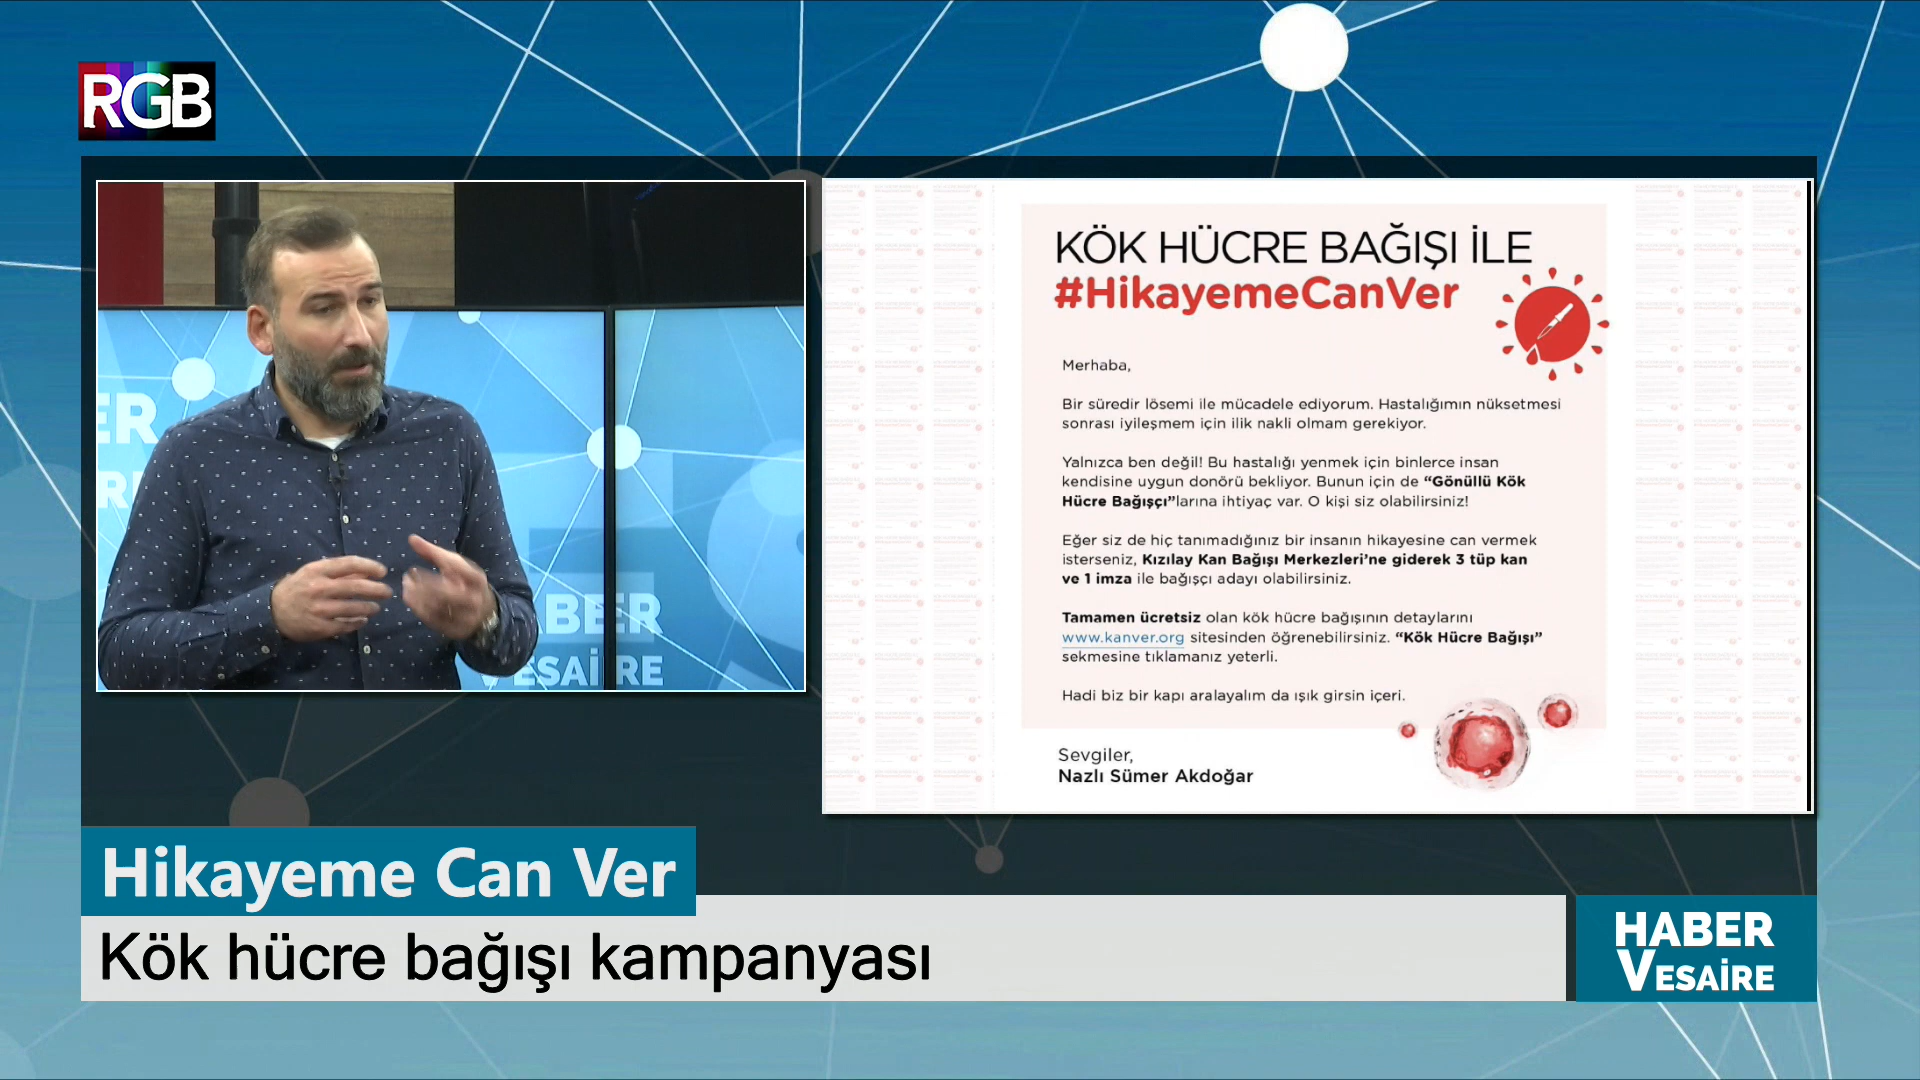 RGB
KÖK HÜCRE BAĞIŞI İLE
#HikayemeCanVer
Merhaba,
Bir süredir lösemi ile mücadele ediyorum. Hastalığımın nüksetmesi
sonrası iyileşmem için ilik nakli olmam gerekiyor.
Yalnızca ben değil! Bu hastalığı yenmek için binlerce insan
kendisine uygun donörü bekliyor. Bunun için de “Gönüllü Kök
Hücre Bağışçı”larına ihtiyaç var. O kişi siz olabilirsiniz!
Eğer siz de hiç tanımadığınız bir insanın hikayesine can vermek
isterseniz, Kızılay Kan Bağışı Merkezleri’ne giderek 3 tüp kan
ve 1 imza ile bağışçı adayı olabilirsiniz.
Tamamen ücretsiz olan kök hücre bağışının detaylarını
www.kanver.org sitesinden öğrenebilirsiniz. “Kök Hücre Bağışı”
sekmesine tıklamanız yeterli.
Hadi biz bir kapı aralayalım da ışık girsin içeri.
Sevgiler,
Nazlı Sümer Akdoğar
Hikayeme Can Ver
Kök hücre bağışı kampanyası
HABER
VESAİRE